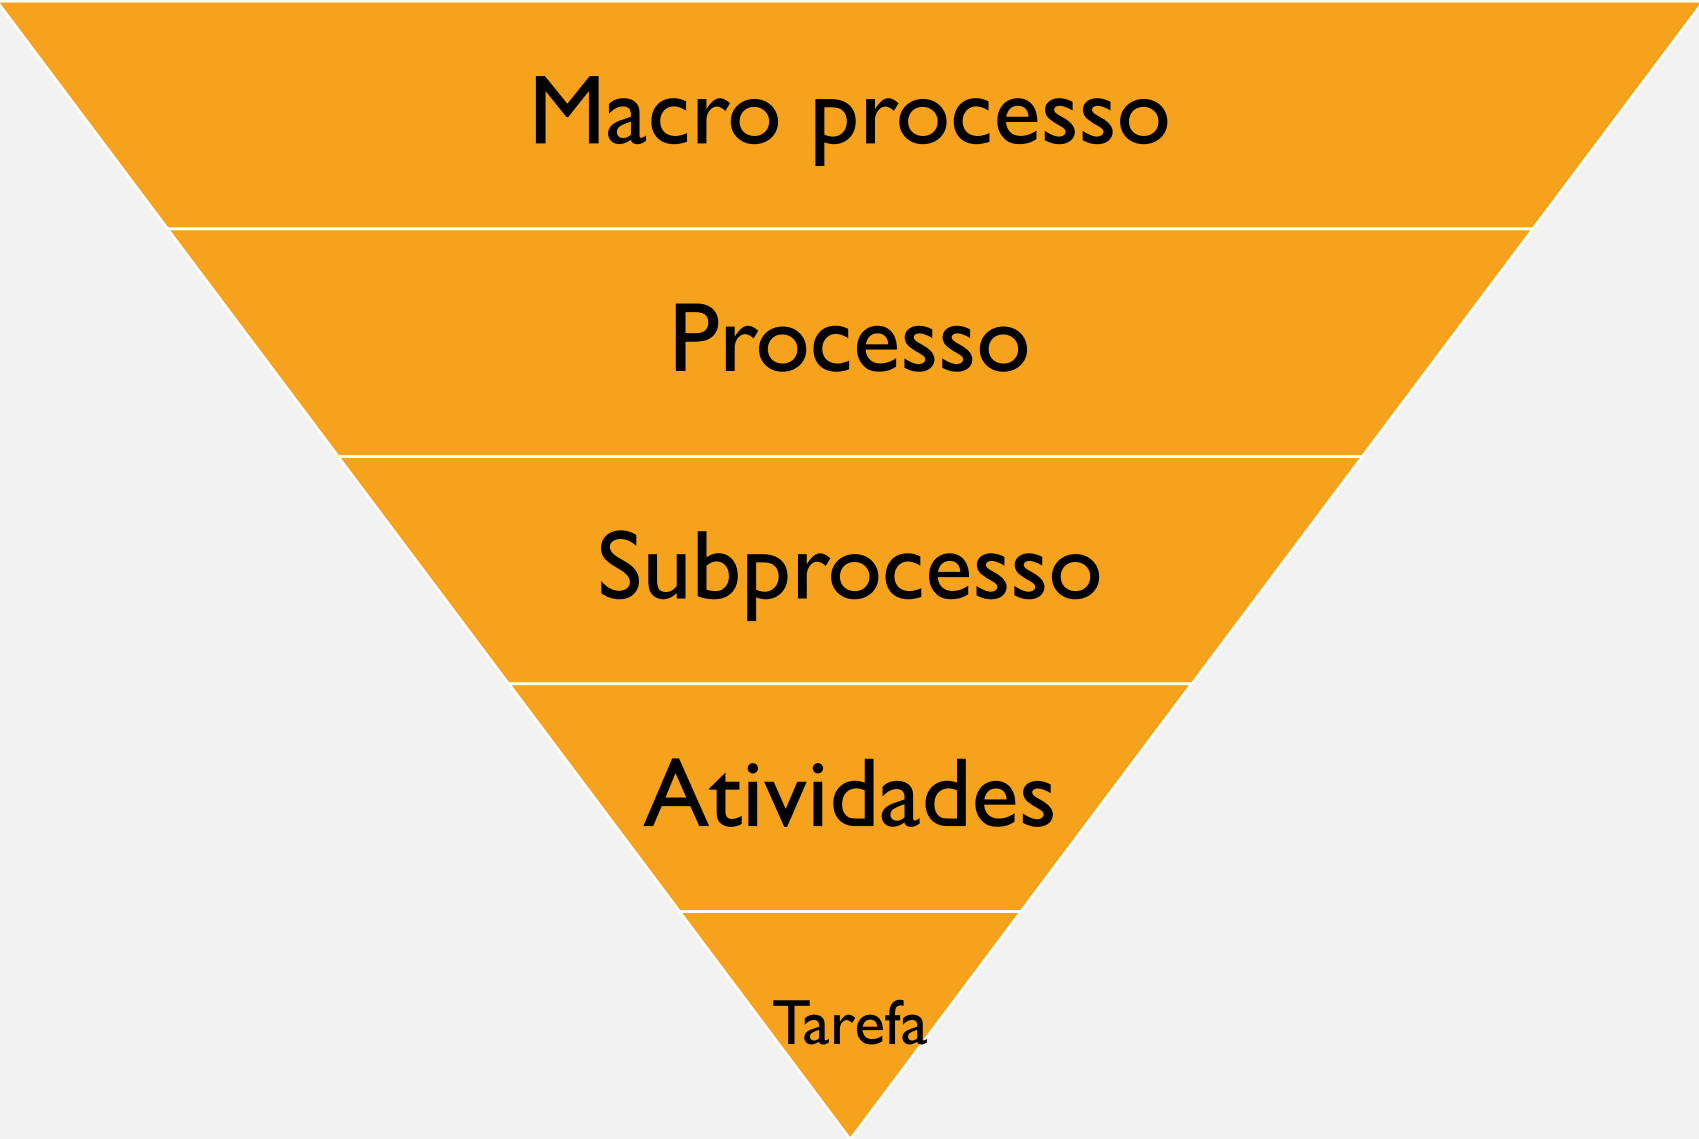 Macro processo
Processo
Subprocesso
Atividades
Tarefa